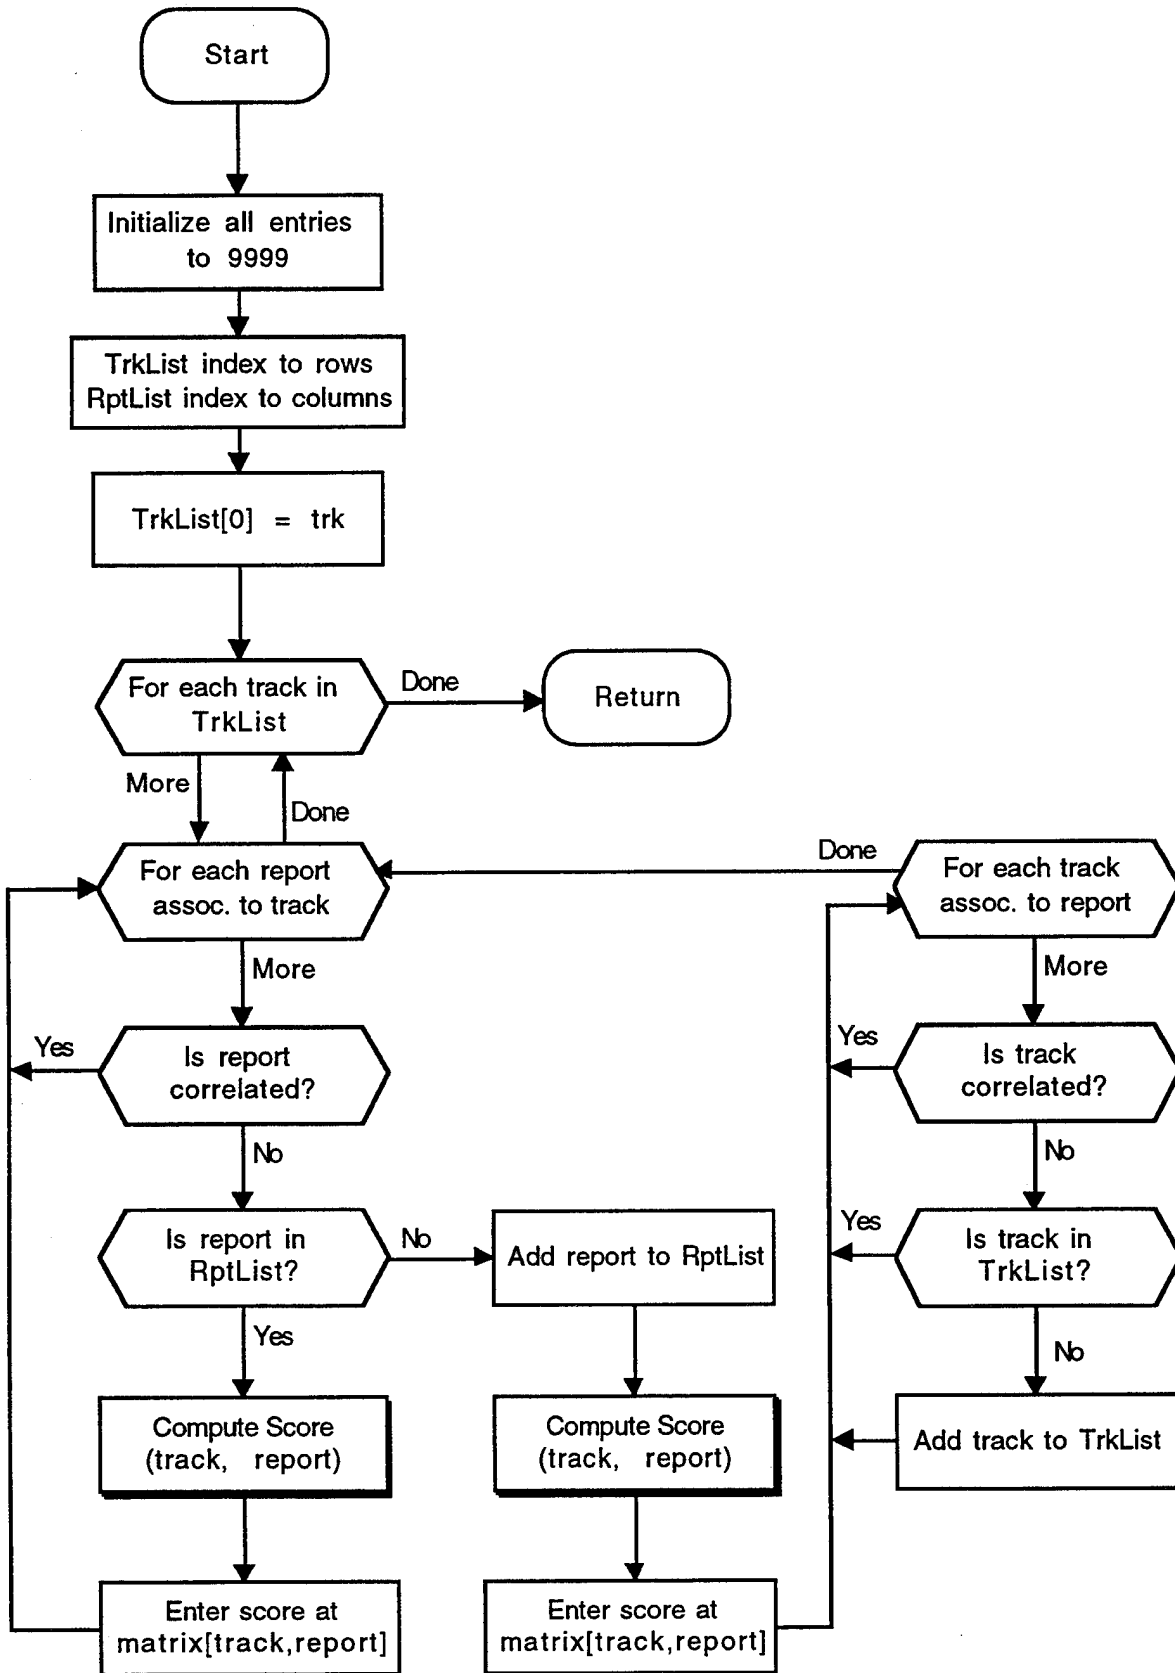 Start
Initialize all entries
to 9999
TrkList index to rows
RptList index to columns
TrkList[0] = trk
For each track in
TrkList
Done
Return
More
Done
For each report
assoc. to track
Done
For each track
assoc. to report
More
More
Yes
Is report
correlated?
Yes
Is track
correlated?
No
No
Is report in
RptList?
No
Add report to RptList
Yes
Is track in
TrkList?
Yes
No
Compute Score
(track, report)
Compute Score
(track, report)
Add track to TrkList
Enter score at
matrix[track,report]
Enter score at
matrix[track,report]